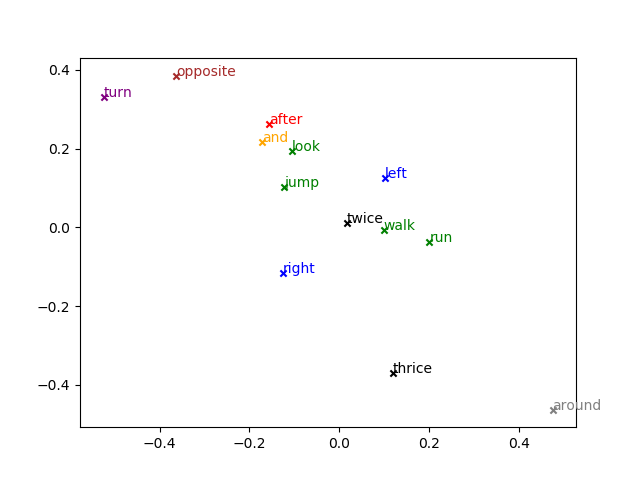 0.4
opposite
turn
after
0.2
and
look
jump
left
0.0
twice
walk
run
−0.2
right
−0.4
thrice
around
−0.4
−0.2
0.0
0.2
0.4